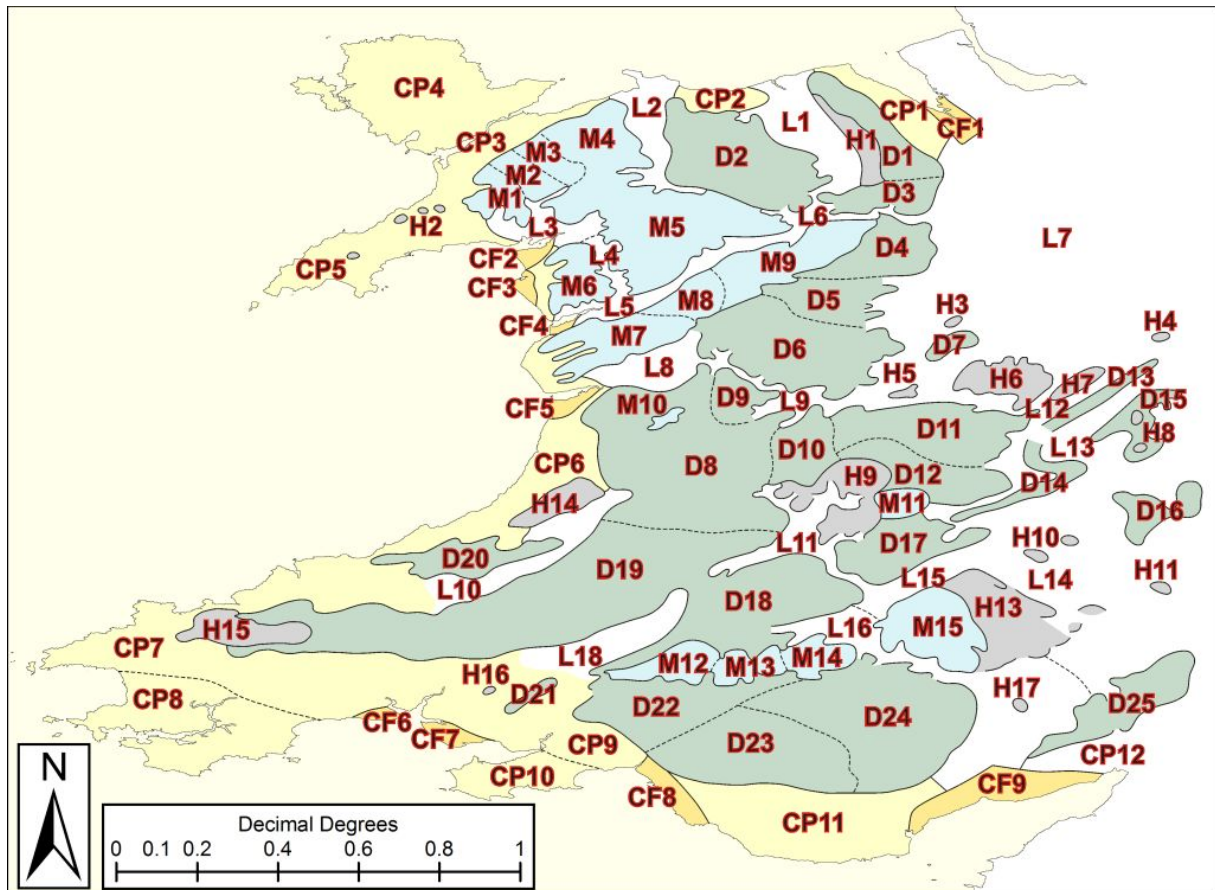 CP4
L2
CP2
L1
CP1
CF1
CP3
M4
M3
H1
D1
M2
D2
M1
D3
L3
L6
H2
M5
D4
L7
CF2
L4
M9
CP5
CF3
M6
M8
D5
L5
H3
CF4
M7
D7
H4
D6
L8
H5
H6
H7
D13
M10
D9
L9
L12
D15
CF5
D11
H8
D10
L13
CP6
D8
H9
D12
D14
H14
M11
D16
L11
D17
H10
D20
D19
L15
L14
H11
L10
D18
H13
H15
L16
M15
CP7
L18
M12
M13
M14
H16
D21
H17
CP8
D22
D24
D25
CF6
CF7
D23
CP9
CP12
CP10
CF8
CF9
CP11
N
Decimal Degrees
0 0.1 0.2 0.4 0.6 0.8 1